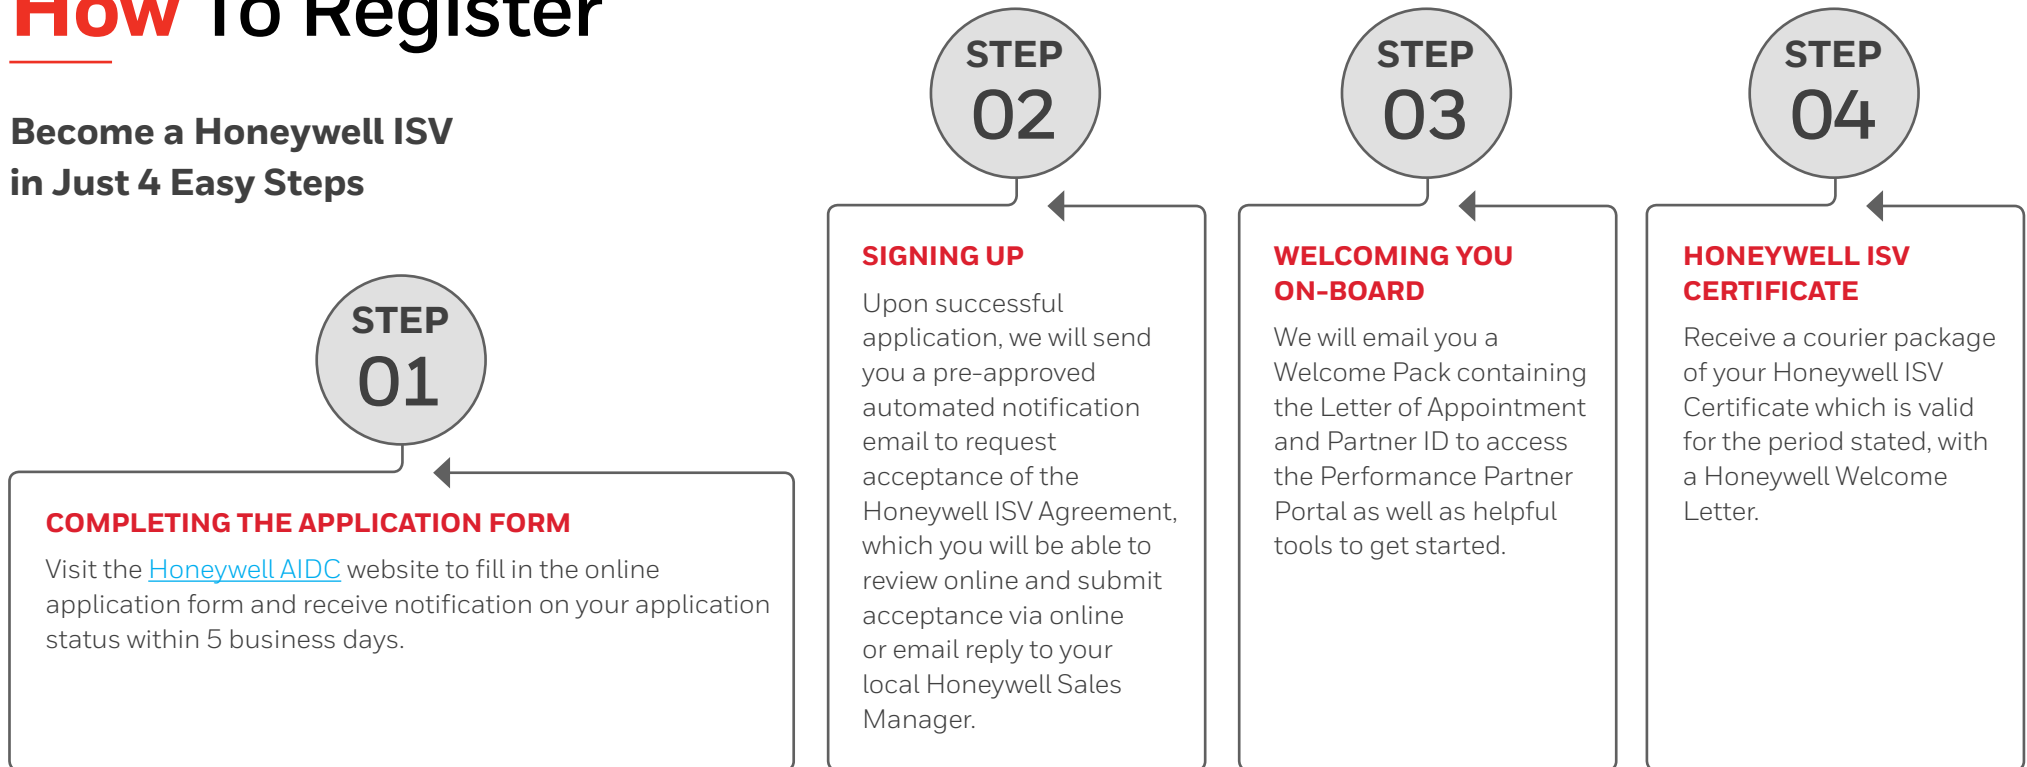 How To Register
Become a Honeywell ISV
in Just 4 Easy Steps
STEP
01
COMPLETING THE APPLICATION FORM
Visit the Honeywell AIDC website to fill in the online
application form and receive notification on your application
status within 5 business days.
STEP
02
SIGNING UP
Upon successful
application, we will send
you a pre-approved
automated notification
email to request
acceptance of the
Honeywell ISV Agreement,
which you will be able to
review online and submit
acceptance via online
or email reply to your
local Honeywell Sales
Manager.
STEP
03
WELCOMING YOU
ON-BOARD
We will email you a
Welcome Pack containing
the Letter of Appointment
and Partner ID to access
the Performance Partner
Portal as well as helpful
tools to get started.
STEP
04
HONEYWELL ISV
CERTIFICATE
Receive a courier package
of your Honeywell ISV
Certificate which is valid
for the period stated, with
a Honeywell Welcome
Letter.